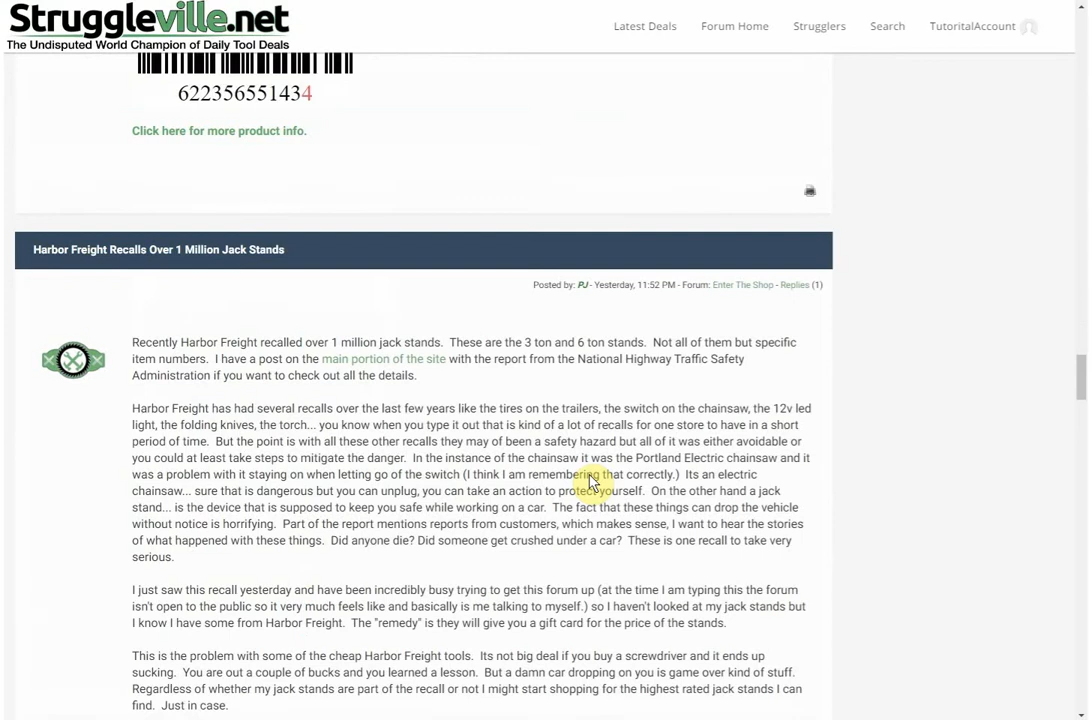 Struggleville.net
The Undisputed World Champion of Daily Tool Deals
Latest Deals Forum Home Strugglers Search TutoritalAccount
622356551434
Click here for more product info.
Harbor Freight Recalls Over 1 Million Jack Stands
Posted by: PJ - Yesterday, 11:52 PM - Forum: Enter The Shop - Replies (1)
Recently Harbor Freight recalled over 1 million jack stands. These are the 3 ton and 6 ton stands. Not all of them but specific
item numbers. I have a post on the main portion of the site with the report from the National Highway Traffic Safety
Administration if you want to check out all the details.
Harbor Freight has had several recalls over the last few years like the tires on the trailers, the switch on the chainsaw, the 12v led
light, the folding knives, the torch... you know when you type it out that is kind of a lot of recalls for one store to have in a short
period of time. But the point is with all these other recalls they may of been a safety hazard but all of it was either avoidable or
you could at least take steps to mitigate the danger. In the instance of the chainsaw it was the Portland Electric chainsaw and it
was a problem with it staying on when letting go of the switch (I think I am remembering that correctly.) Its an electric
chainsaw... sure that is dangerous but you can unplug, you can take an action to protect yourself. On the other hand a jack
stand... is the device that is supposed to keep you safe while working on a car. The fact that these things can drop the vehicle
without notice is horrifying. Part of the report mentions reports from customers, which makes sense, I want to hear the stories
of what happened with these things. Did anyone die? Did someone get crushed under a car? These is one recall to take very
serious.
I just saw this recall yesterday and have been incredibly busy trying to get this forum up (at the time I am typing this the forum
isn't open to the public so it very much feels like and basically is me talking to myself.) so I haven't looked at my jack stands but
I know I have some from Harbor Freight. The "remedy" is they will give you a gift card for the price of the stands.
This is the problem with some of the cheap Harbor Freight tools. Its not big deal if you buy a screwdriver and it ends up
sucking. You are out a couple of bucks and you learned a lesson. But a damn car dropping on you is game over kind of stuff.
Regardless of whether my jack stands are part of the recall or not I might start shopping for the highest rated jack stands I can
find. Just in case.